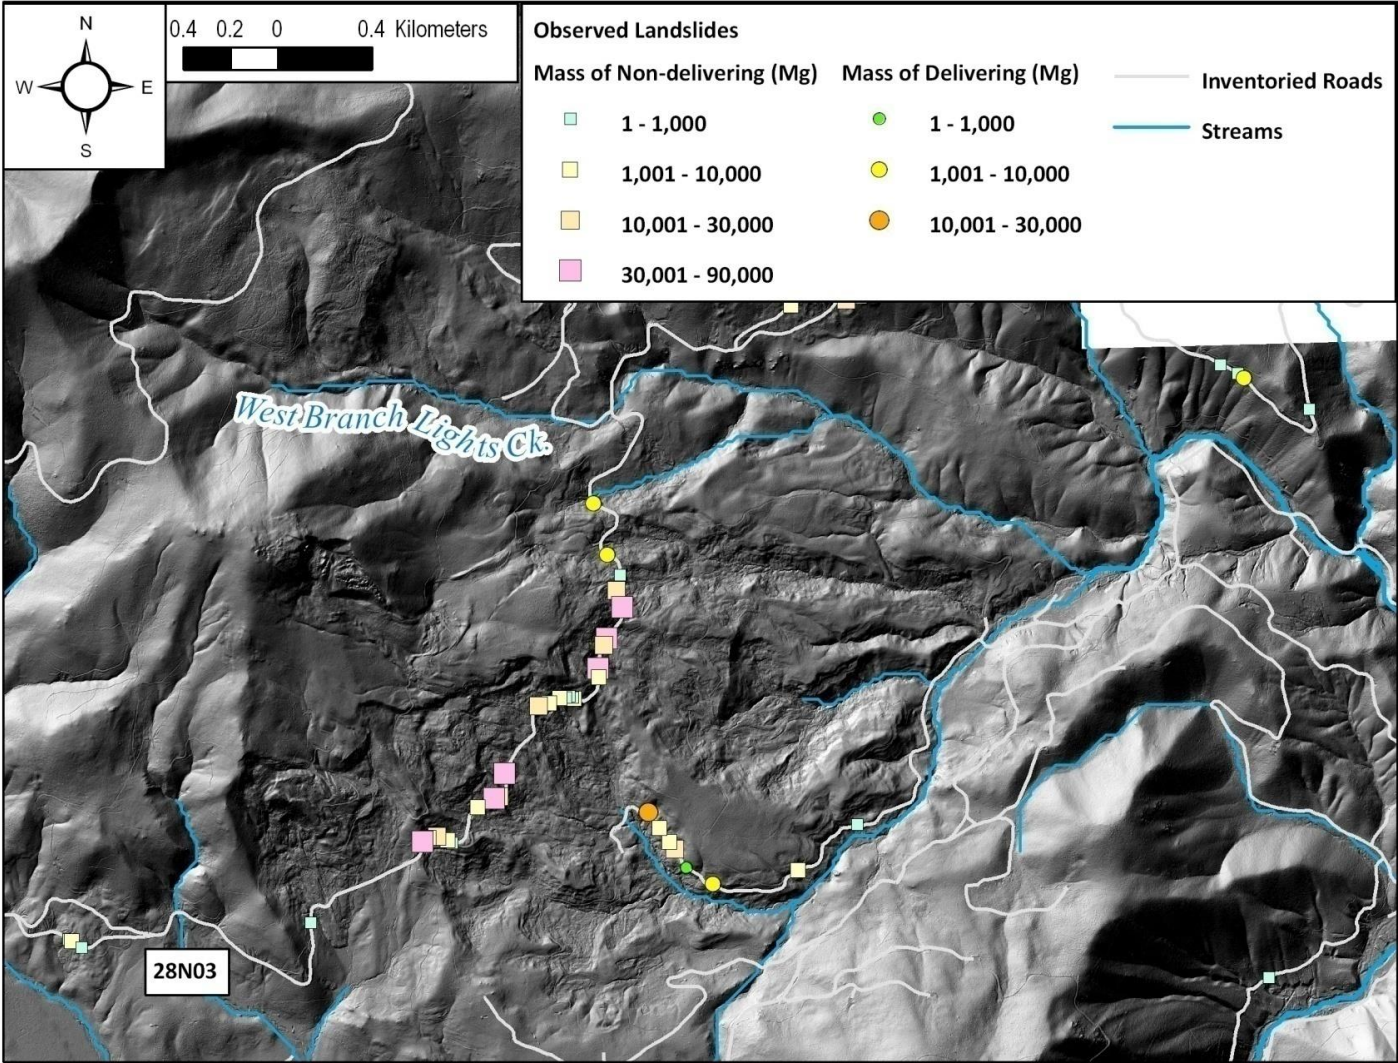 N
W E
S
0.4 0.2 0 0.4 Kilometers
Observed Landslides
Mass of Non-delivering (Mg) Mass of Delivering (Mg)
1 - 1,000 1 - 1,000
1,001 - 10,000 1,001 - 10,000
10,001 - 30,000 10,001 - 30,000
30,001 - 90,000
Inventoried Roads
Streams
West Branch Lights Ck.
28N03